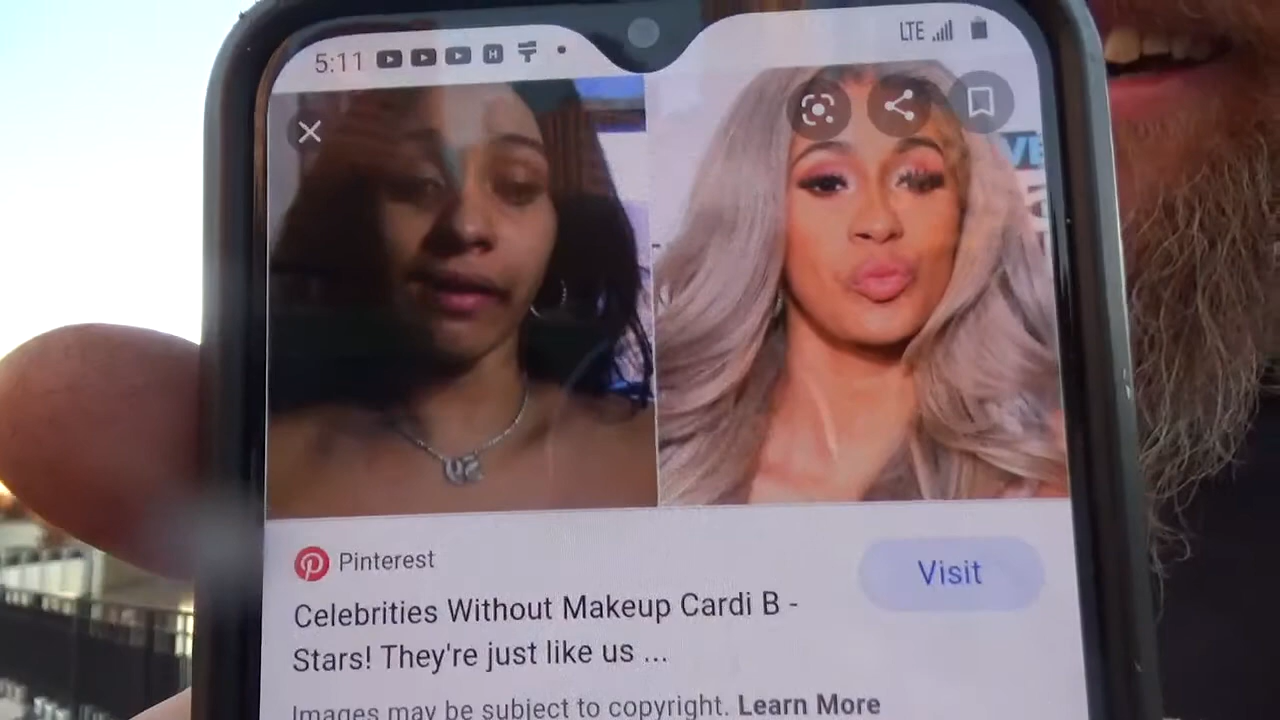 5:11
LTE
VE
Pinterest
Visit
Celebrities Without Makeup Cardi B -
Stars! They're just like us ...
Images may be subject to copyright. Learn More